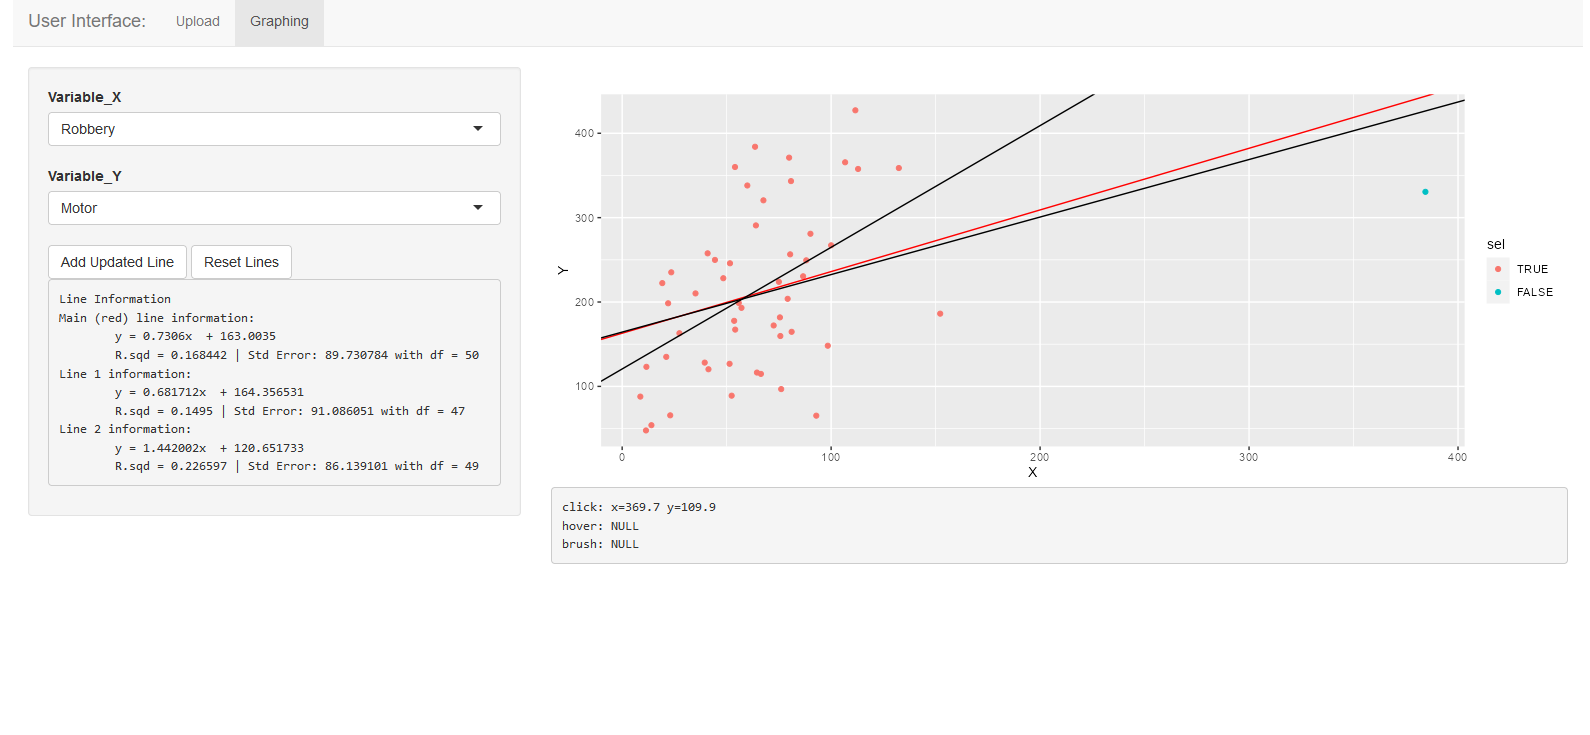 User Interface: Upload Graphing
Variable_X
Robbery
Variable_Y
Motor
Add Updated Line Reset Lines
Line Information
Main (red) line information:
y = 0.7306x + 163.0035
R.sqd = 0.168442 | Std Error: 89.730784 with df = 50
Line 1 information:
y = 0.681712x + 164.356531
R.sqd = 0.1495 | Std Error: 91.086051 with df = 47
Line 2 information:
y = 1.442002x + 120.651733
R.sqd = 0.226597 | Std Error: 86.139101 with df = 49
400
300
200
100
Y
0 100 200 300 400
X
sel
TRUE
FALSE
click: x=369.7 y=109.9
hover: NULL
brush: NULL